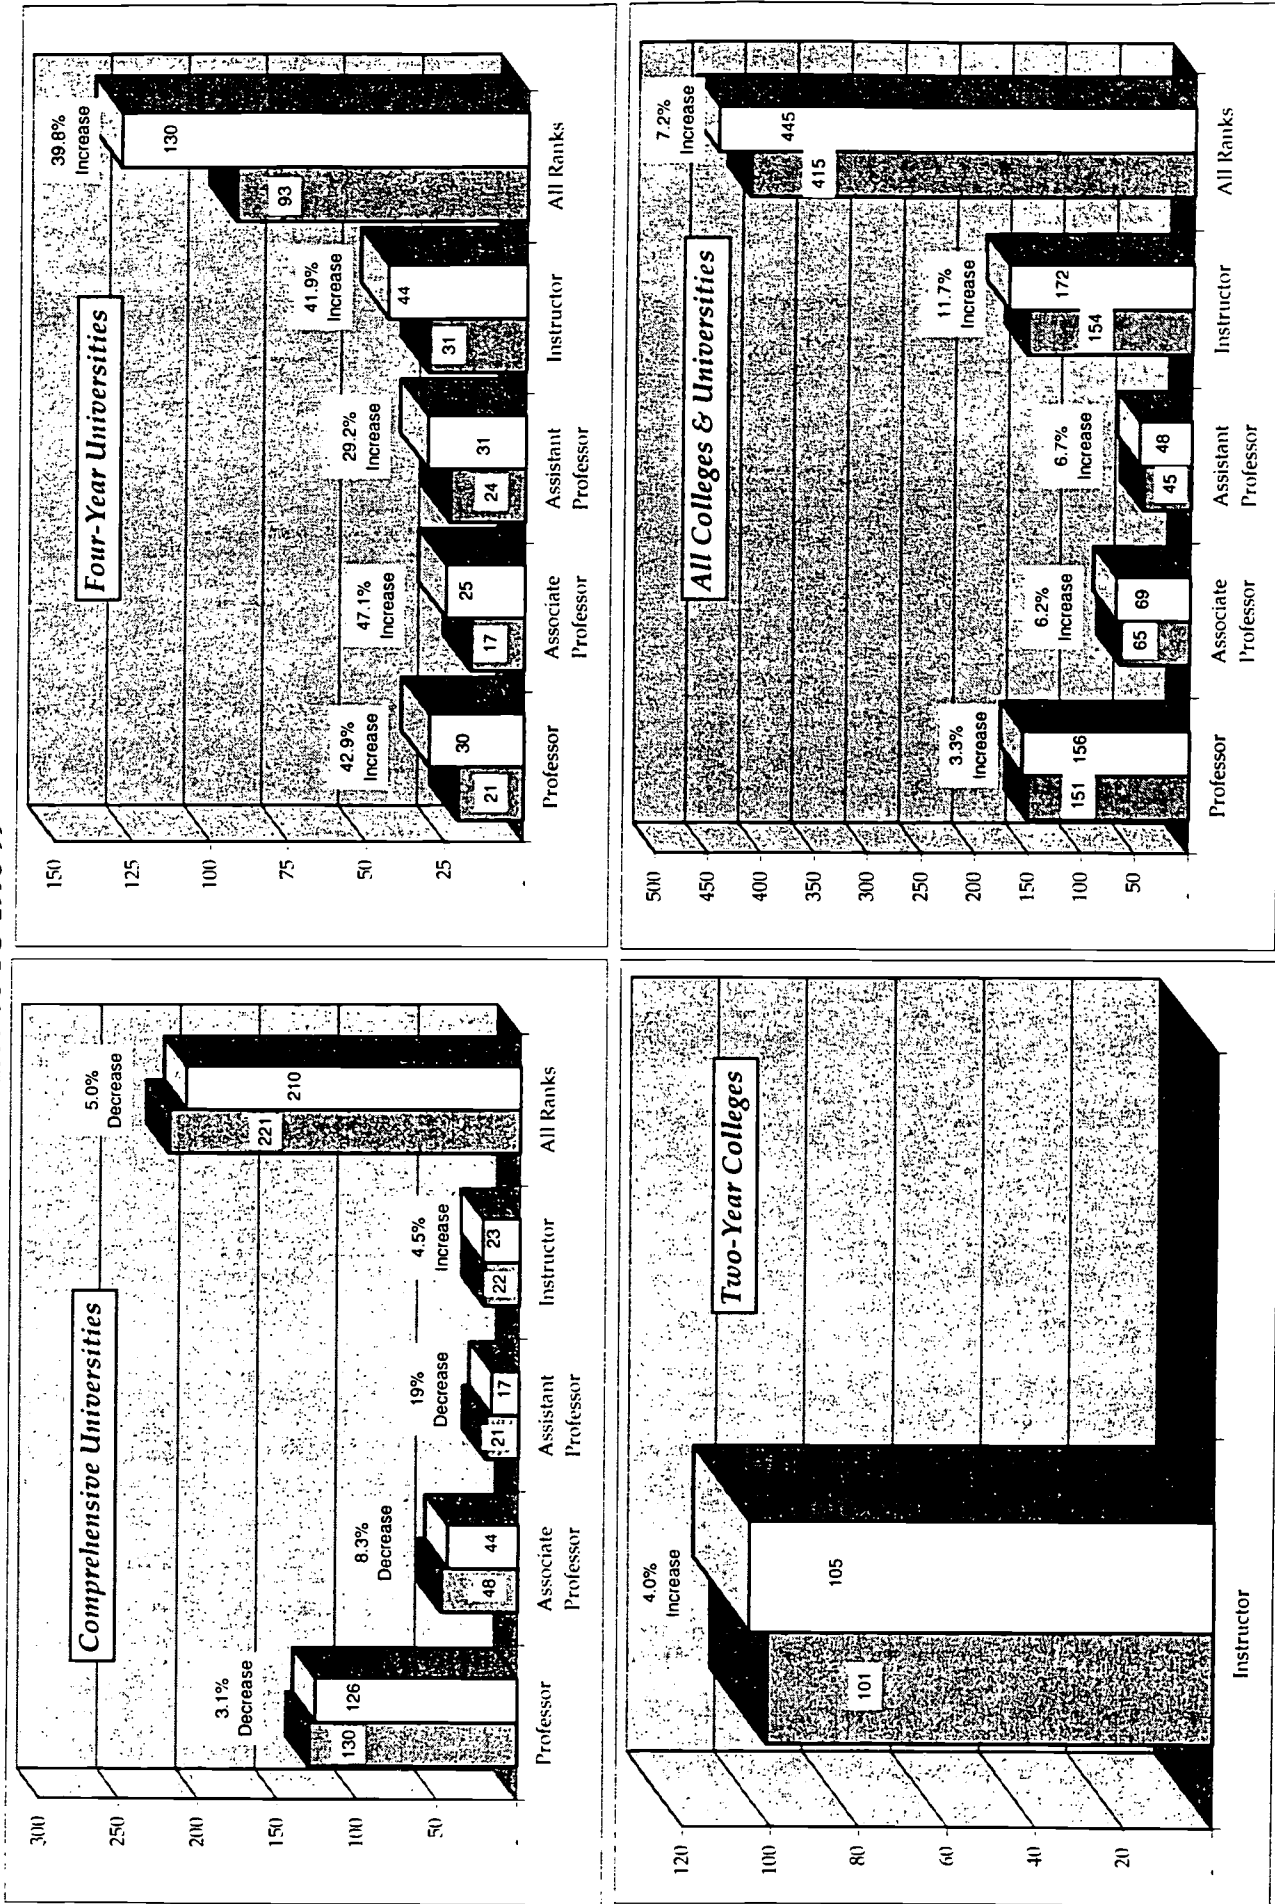 Comprehensive Universities
300
250
200
150
100
50
-
3.1%
Decrease
130
126
8.3%
Decrease
48
44
19%
Decrease
21
17
4.5%
Increase
22
23
5.0%
Decrease
221
210
Professor
Associate
Professor
Assistant
Professor
Instructor
All Ranks
Four-Year Universities
150
125
100
75
50
25
-
42.9%
Increase
21
30
47.1%
Increase
17
25
29.2%
Increase
24
31
41.9%
Increase
31
44
39.8%
Increase
93
130
Professor
Associate
Professor
Assistant
Professor
Instructor
All Ranks
Two-Year Colleges
120
100
80
60
40
20
-
4.0%
Increase
101
105
Instructor
All Colleges & Universities
500
450
400
350
300
250
200
150
100
50
-
3.3%
Increase
151
156
6.2%
Increase
65
69
6.7%
Increase
45
48
11.7%
Increase
154
172
7.2%
Increase
415
445
Professor
Associate
Professor
Assistant
Professor
Instructor
All Ranks